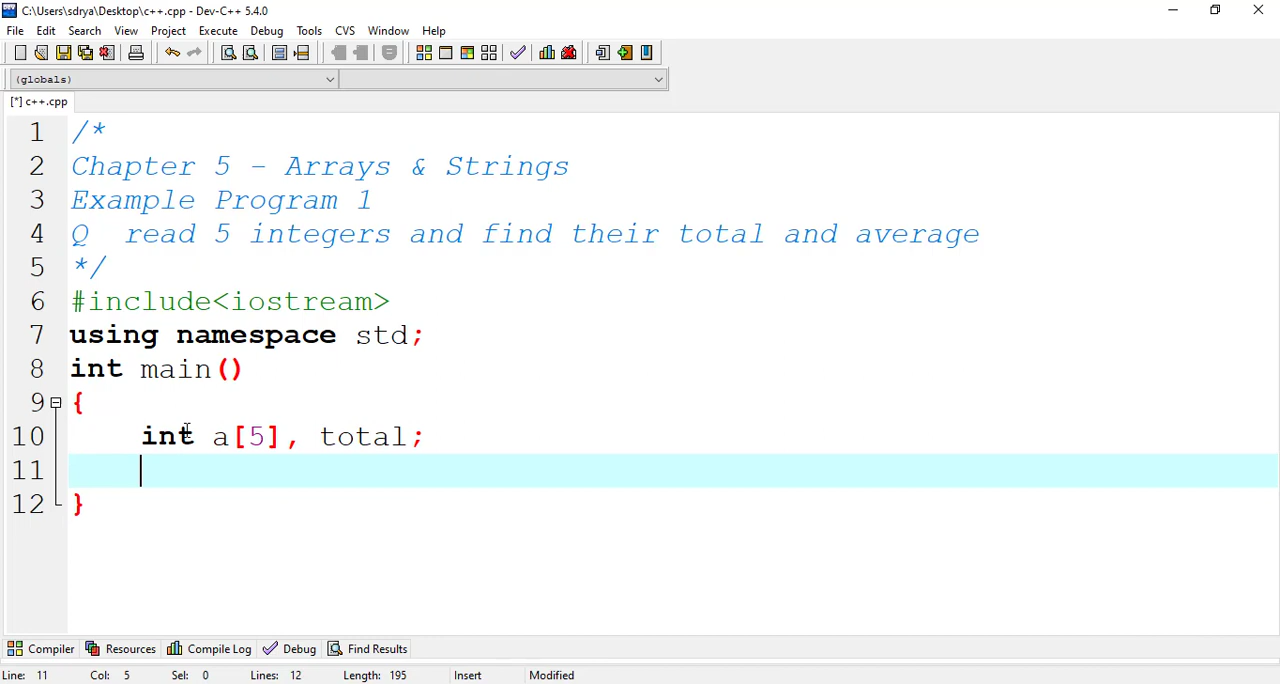 C:\Users\sdrya\Desktop\c++.cpp - Dev-C++ 5.4.0
File Edit Search View Project Execute Debug Tools CVS Window Help
(globals)
[*] c++.cpp
1 /*
2 Chapter 5 - Arrays & Strings
3 Example Program 1
4 Q  read 5 integers and find their total and average
5 */
6 #include<iostream>
7 using namespace std;
8 int main()
9 {
10     int a[5], total;
11
12 }
Compiler Resources Compile Log Debug Find Results
Line: 11 Col: 5 Sel: 0 Lines: 12 Length: 195 Insert Modified